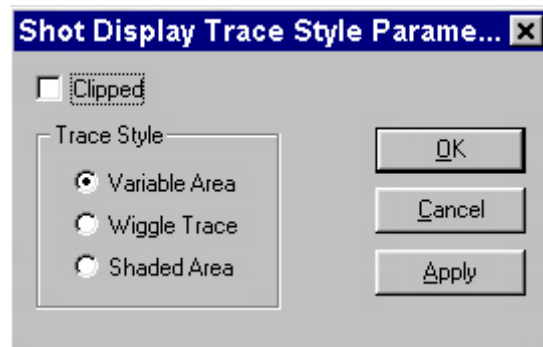 Shot Display Trace Style Parame...
Clipped
Trace Style
Variable Area
Wiggle Trace
Shaded Area
OK
Cancel
Apply